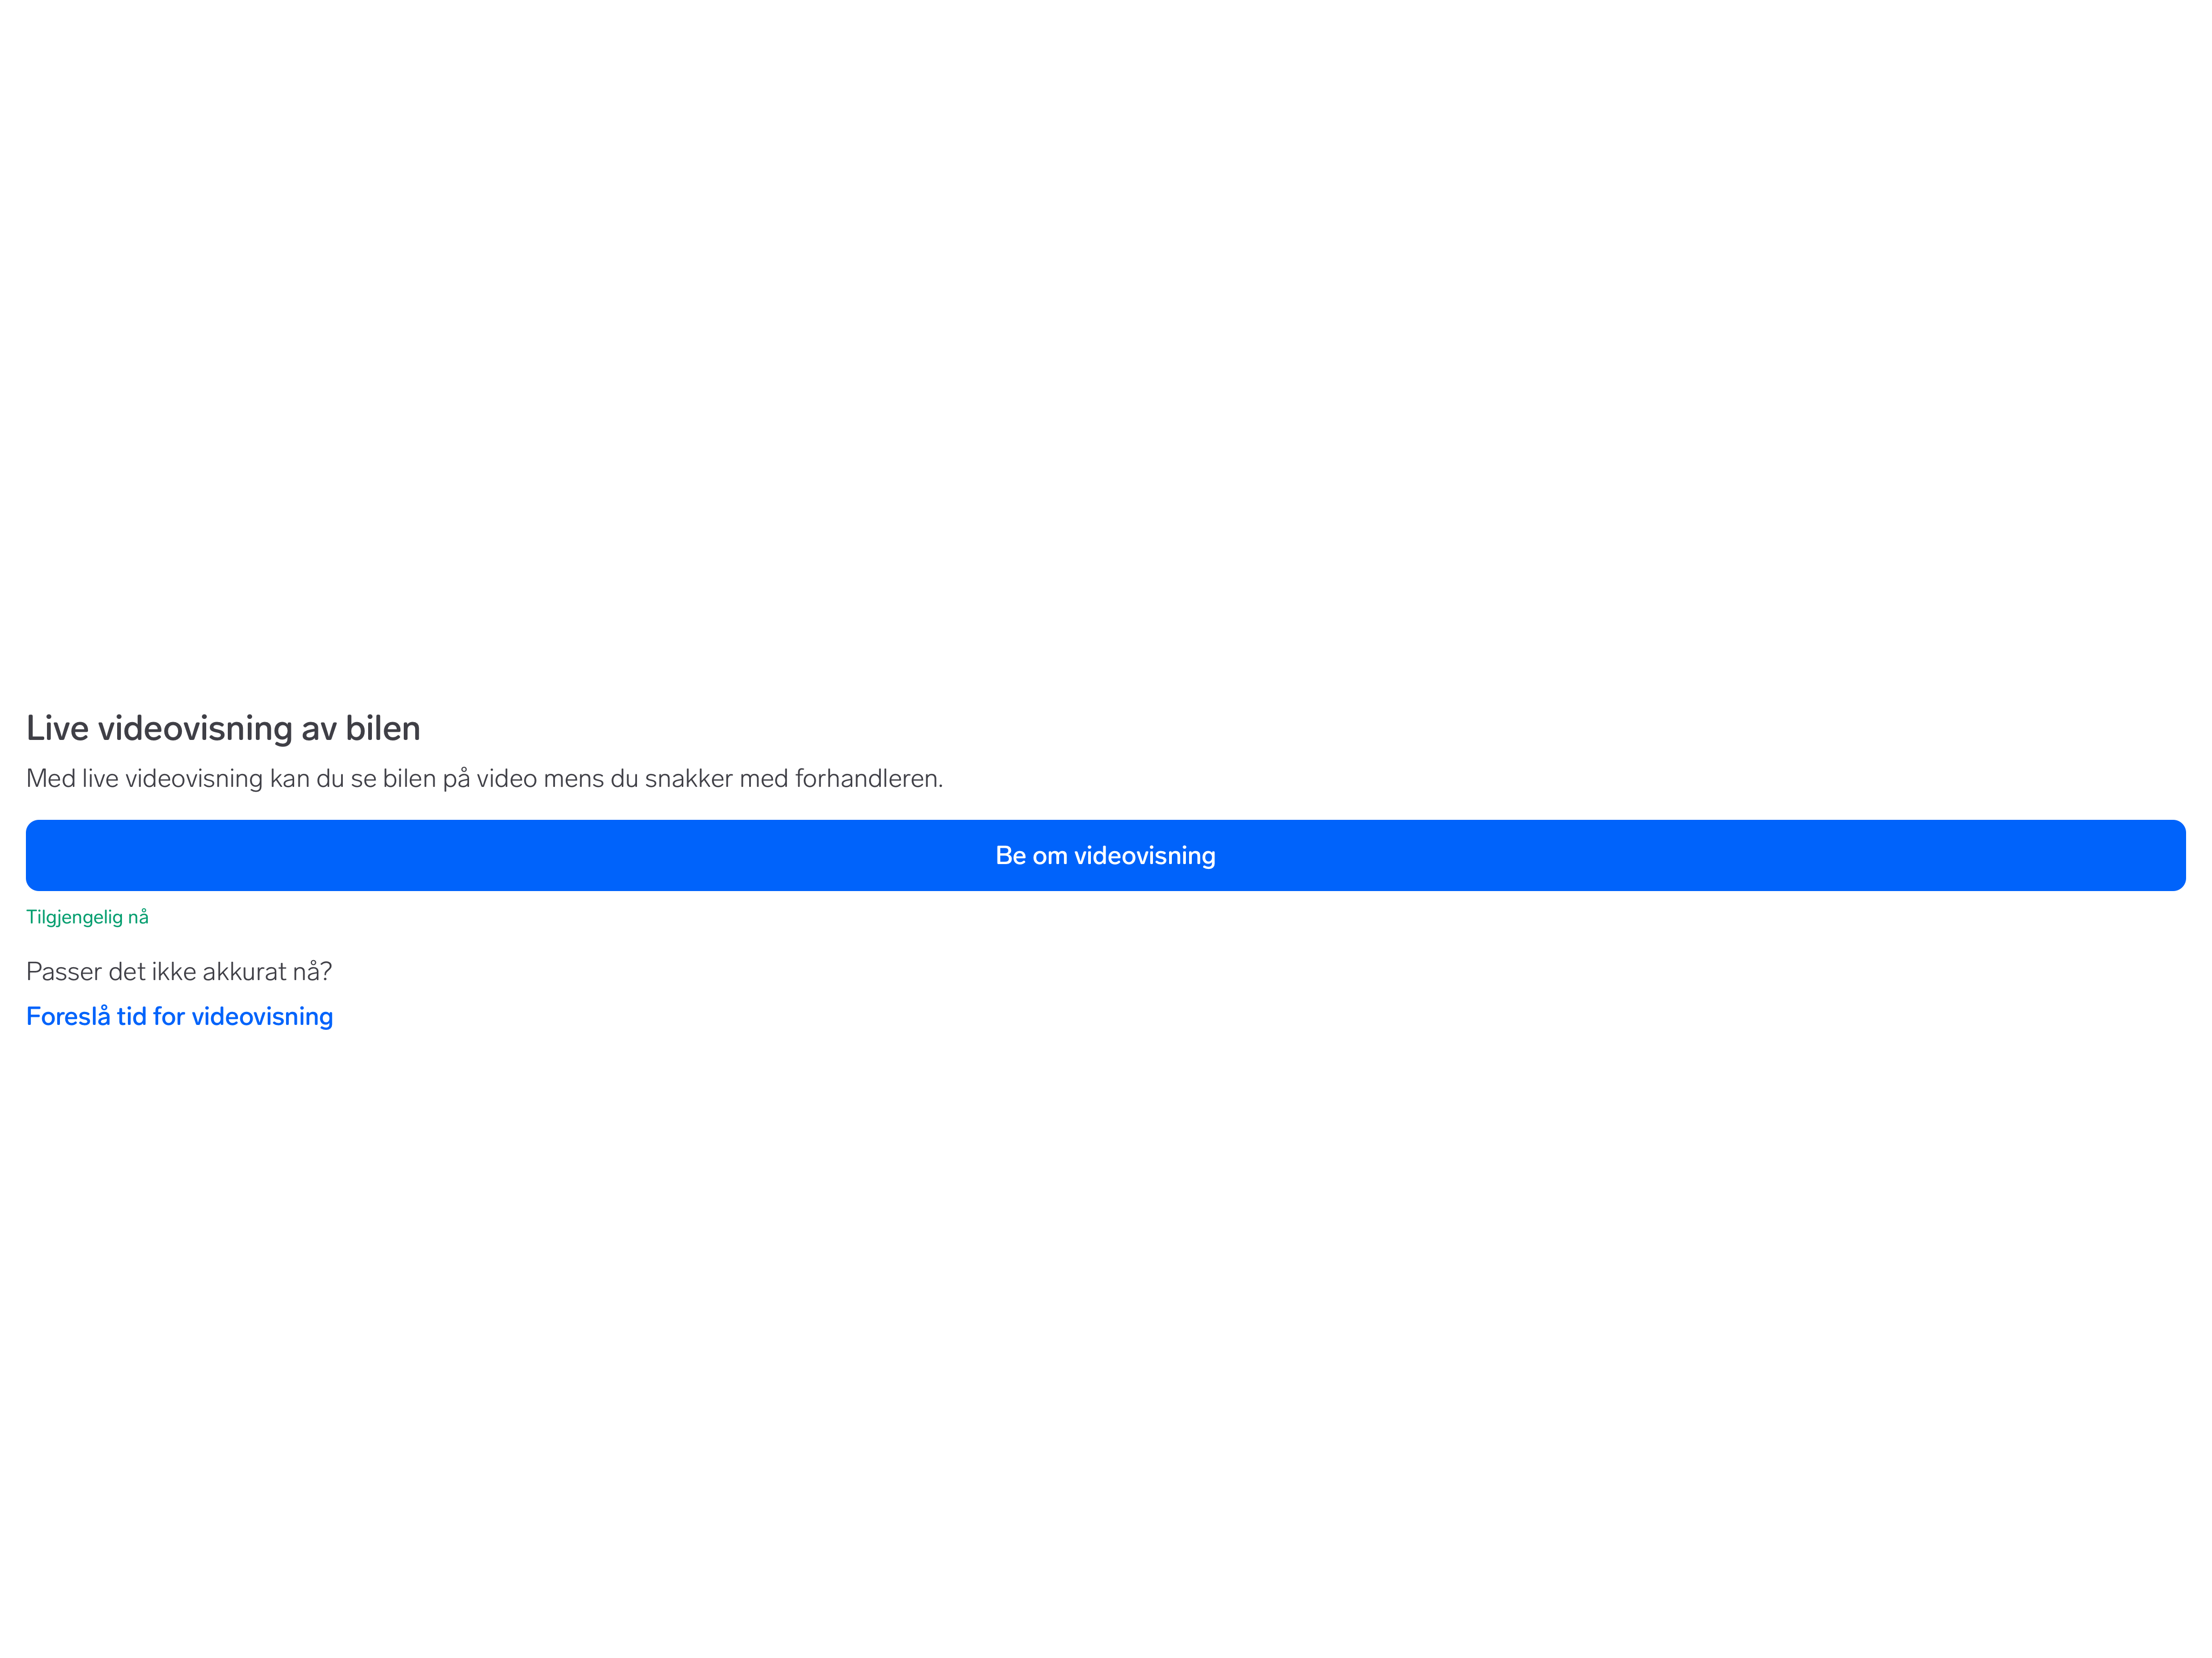 Live videovisning av bilen
Med live videovisning kan du se bilen på video mens du snakker med forhandleren.
Be om videovisning
Tilgjengelig nå
Passer det ikke akkurat nå?
Foreslå tid for videovisning